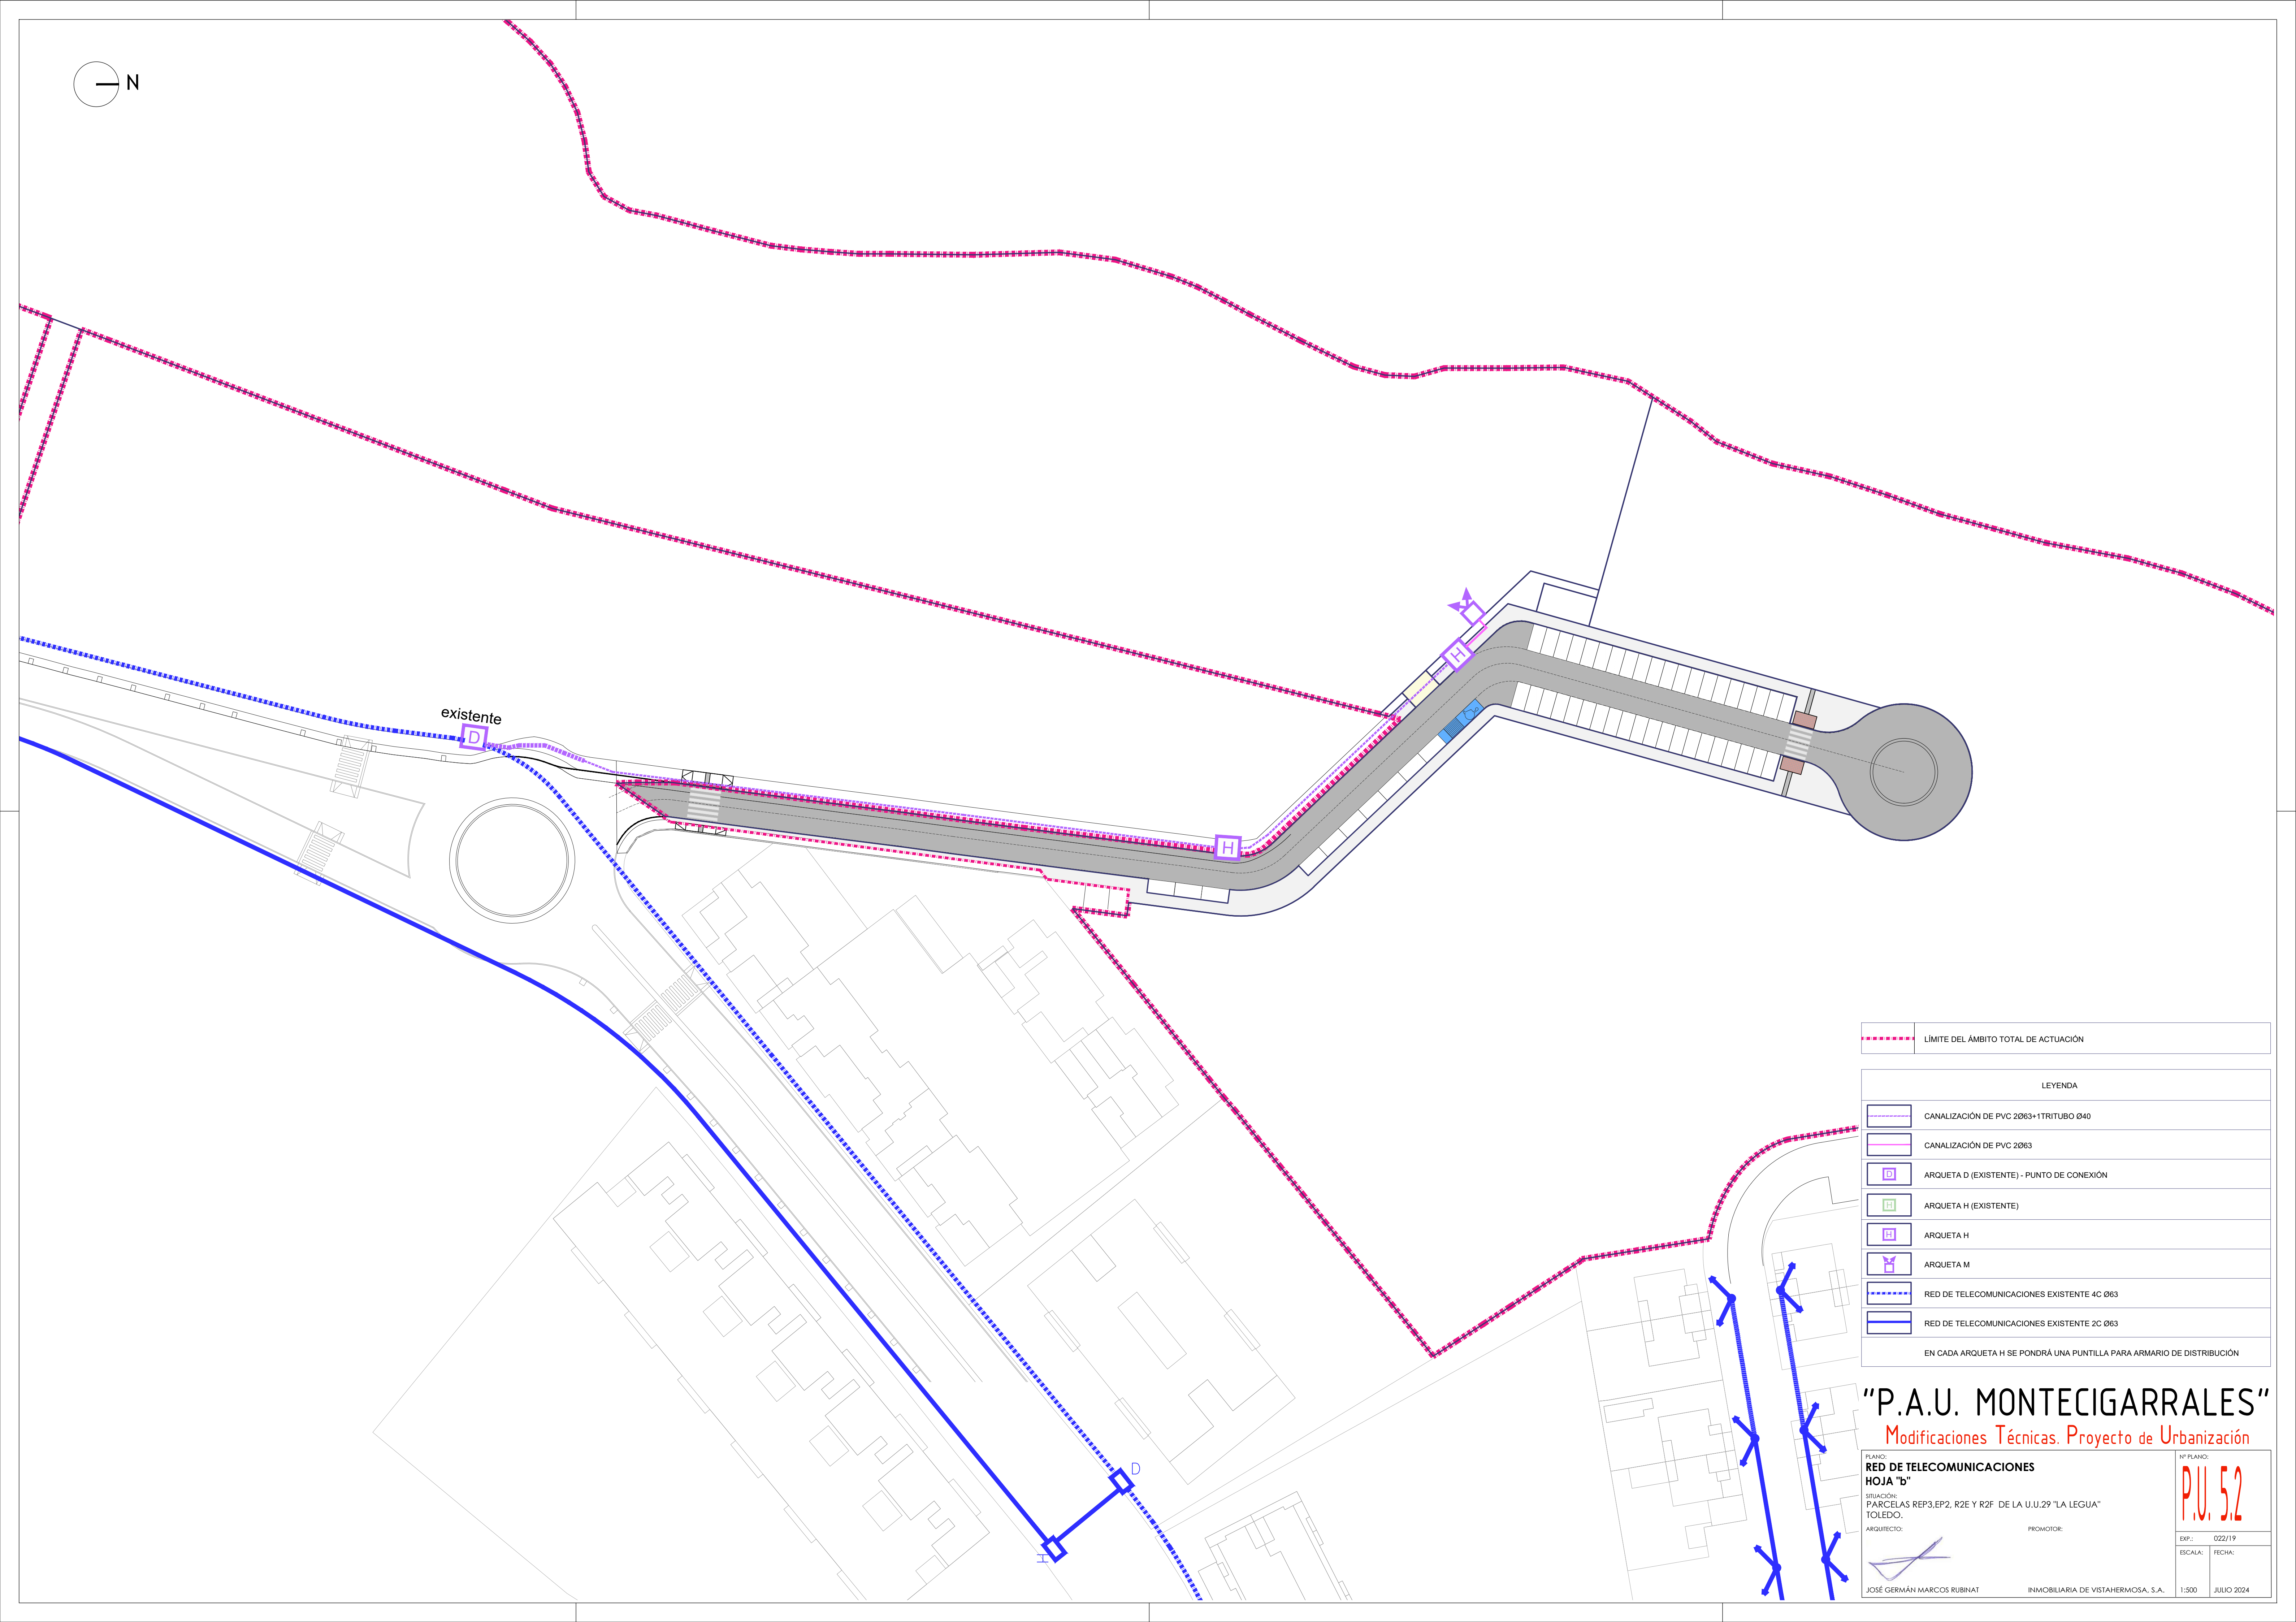 N
existente
D
H
H
D
H
LÍMITE DEL ÁMBITO TOTAL DE ACTUACIÓN
LEYENDA
CANALIZACIÓN DE PVC 2Ø63+1TRITUBO Ø40
CANALIZACIÓN DE PVC 2Ø63
D
ARQUETA D (EXISTENTE) - PUNTO DE CONEXIÓN
H
ARQUETA H (EXISTENTE)
H
ARQUETA H
ARQUETA M
RED DE TELECOMUNICACIONES EXISTENTE 4C Ø63
RED DE TELECOMUNICACIONES EXISTENTE 2C Ø63
EN CADA ARQUETA H SE PONDRÁ UNA PUNTILLA PARA ARMARIO DE DISTRIBUCIÓN
"P.A.U. MONTECIGARRALES"
Modificaciones Técnicas. Proyecto de Urbanización
PLANO:
RED DE TELECOMUNICACIONES
HOJA "b"
SITUACIÓN:
PARCELAS REP3,EP2, R2E Y R2F DE LA U.U.29 "LA LEGUA"
TOLEDO.
ARQUITECTO:
PROMOTOR:
JOSÉ GERMÁN MARCOS RUBINAT
INMOBILIARIA DE VISTAHERMOSA, S.A.
Nº PLANO:
P.U. 5.2
EXP.: 022/19
ESCALA: FECHA:
1:500 JULIO 2024